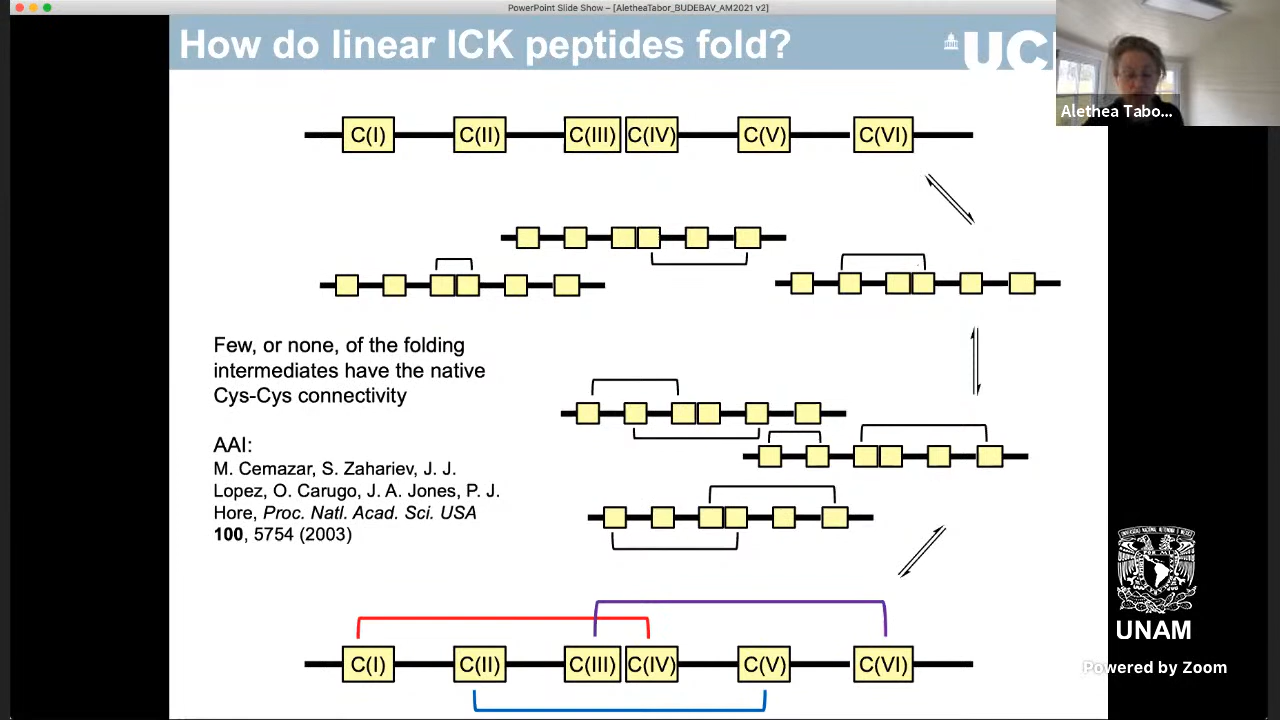 PowerPoint Slide Show - [AletheaTabor_BUDEBAV_AM2021 v2]
How do linear ICK peptides fold?
UCL
Alethea Tabo...
C(I) C(II) C(III) C(IV) C(V) C(VI)
Few, or none, of the folding
intermediates have the native
Cys-Cys connectivity
AAI:
M. Cemazar, S. Zahariev, J. J.
Lopez, O. Carugo, J. A. Jones, P. J.
Hore, Proc. Natl. Acad. Sci. USA
100, 5754 (2003)
C(I) C(II) C(III) C(IV) C(V) C(VI)
UNAM
Powered by Zoom